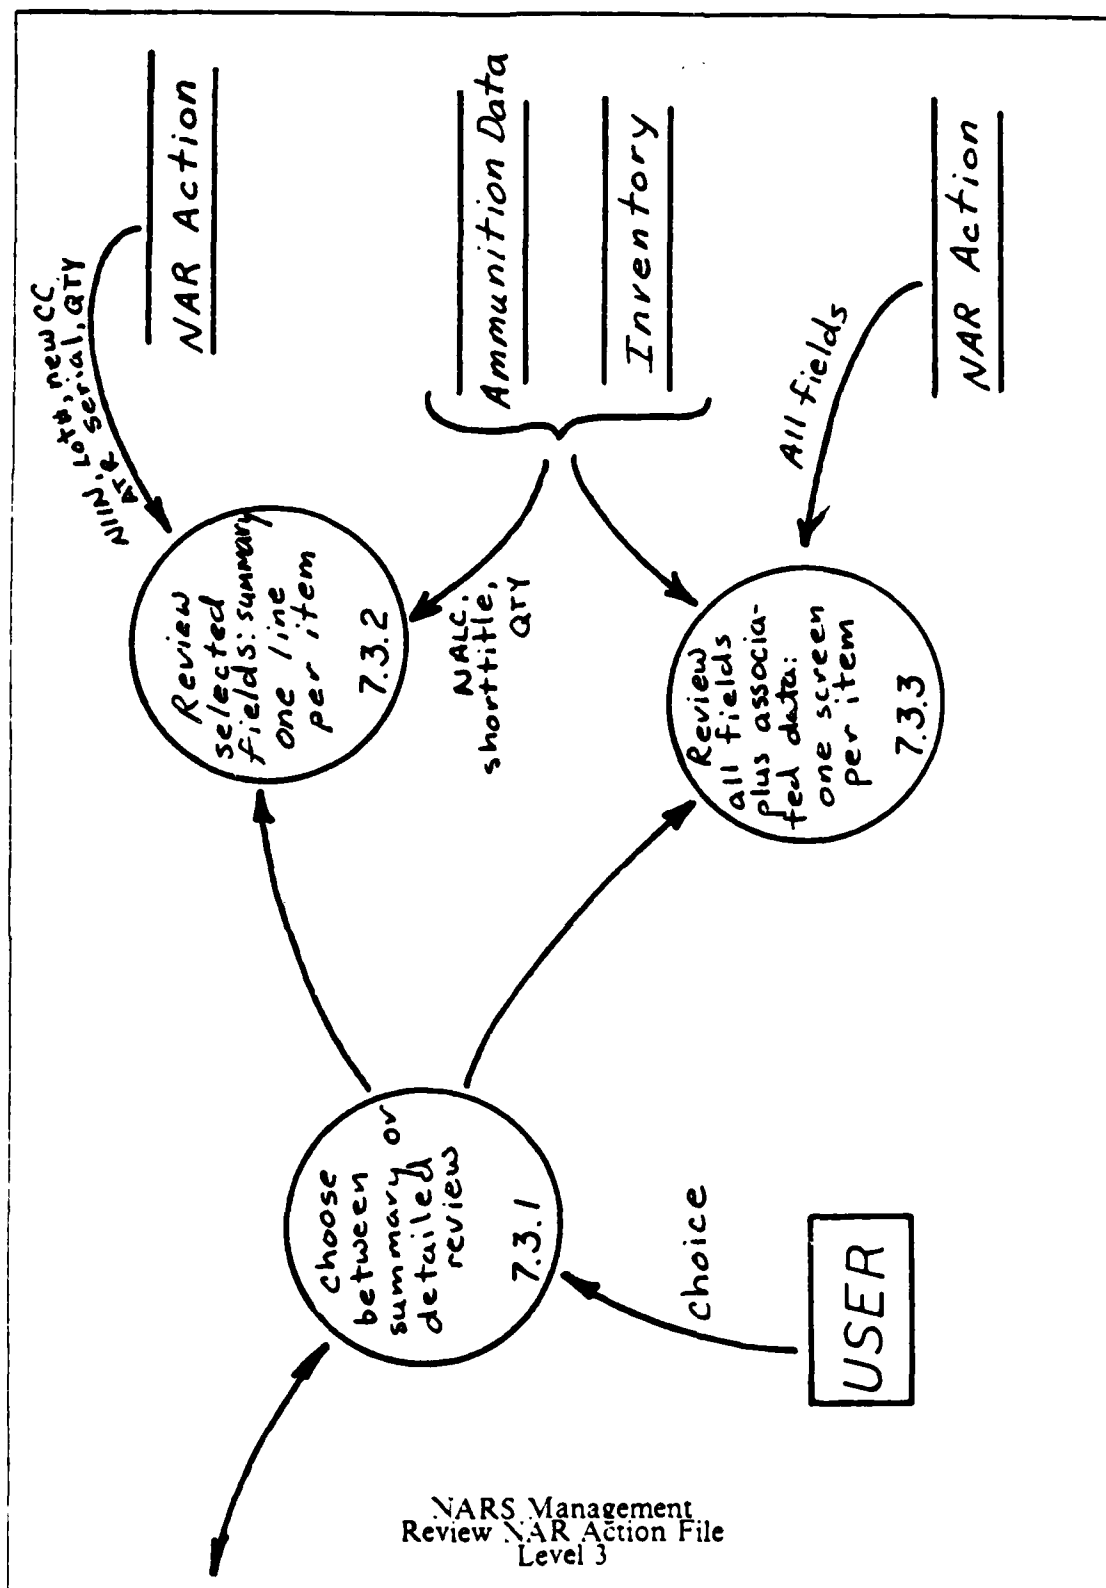 NAR Action
NIIN, Lot#, new CC
ATR serial, QTY
Ammunition Data
Inventory
NAR Action
All fields
Review
selected
fields: summary
one line
per item
7.3.2
NALC,
shorttitle,
QTY
Review
all fields
plus associa-
ted data:
one screen
per item
7.3.3
choose
between
summary or
detailed
review
7.3.1
choice
USER
NARS Management
Review NAR Action File
Level 3